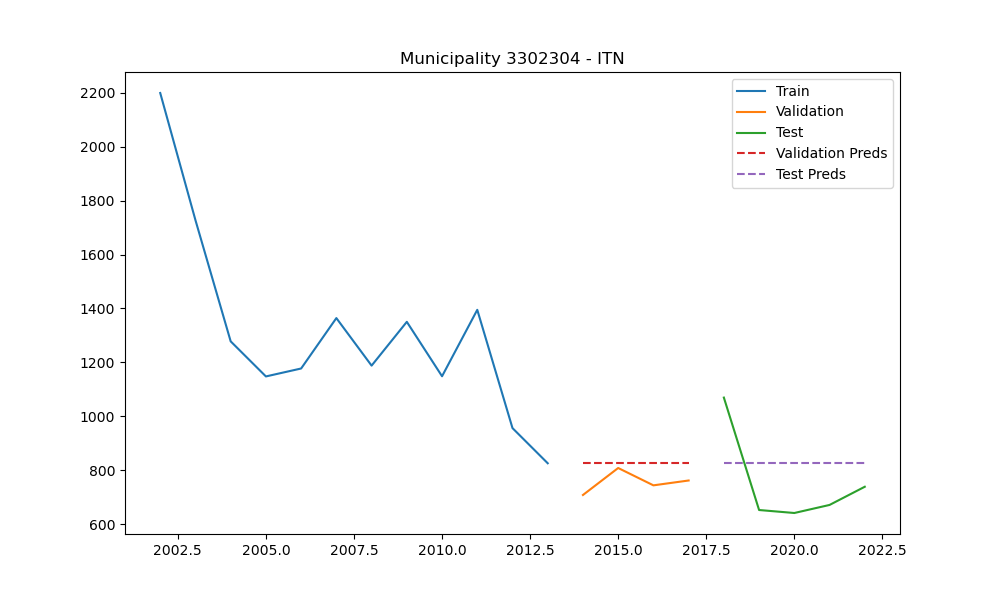 Municipality 3302304 - ITN
Train
Validation
Test
Validation Preds
Test Preds
2200
2000
1800
1600
1400
1200
1000
800
600
2002.5 2005.0 2007.5 2010.0 2012.5 2015.0 2017.5 2020.0 2022.5